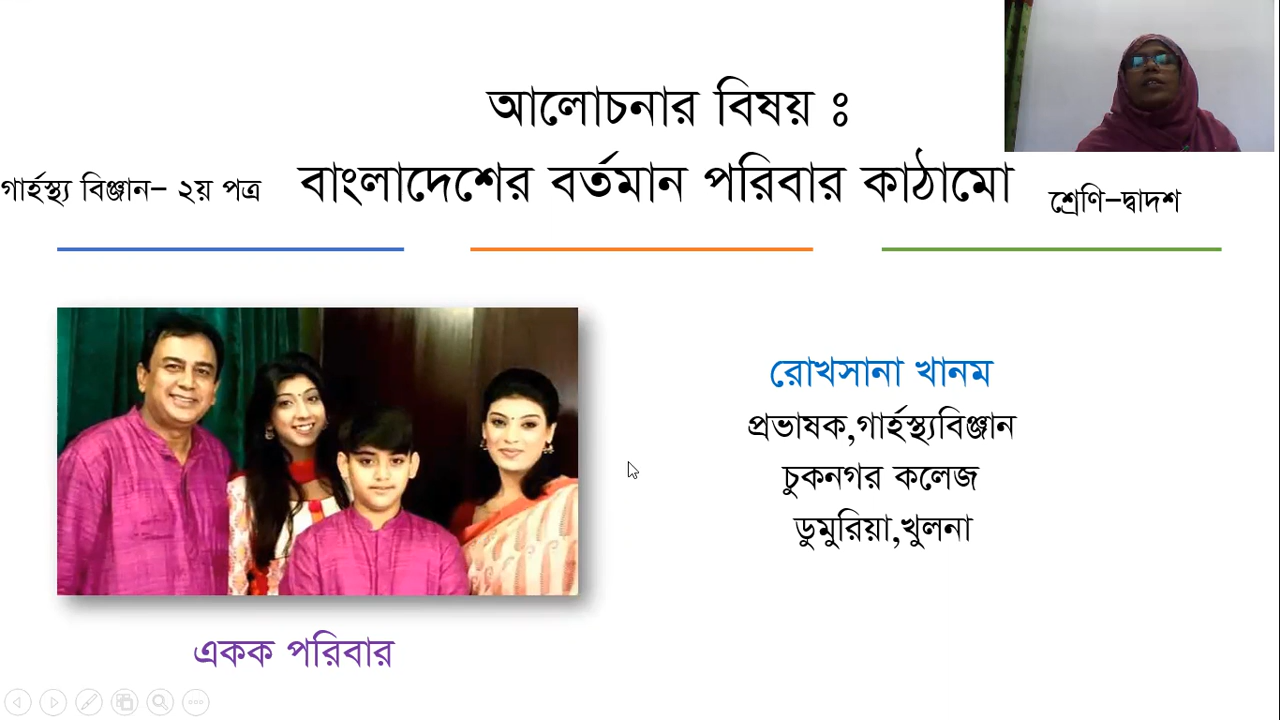 আলোচনার বিষয় ঃ
গার্হস্থ্য বিজ্ঞান– ২য় পত্র
বাংলাদেশের বর্তমান পরিবার কাঠামো
শ্রেণি–দ্বাদশ
রোখসানা খানম
প্রভাষক,গার্হস্থ্যবিজ্ঞান
চুকনগর কলেজ
ডুমুরিয়া,খুলনা
একক পরিবার